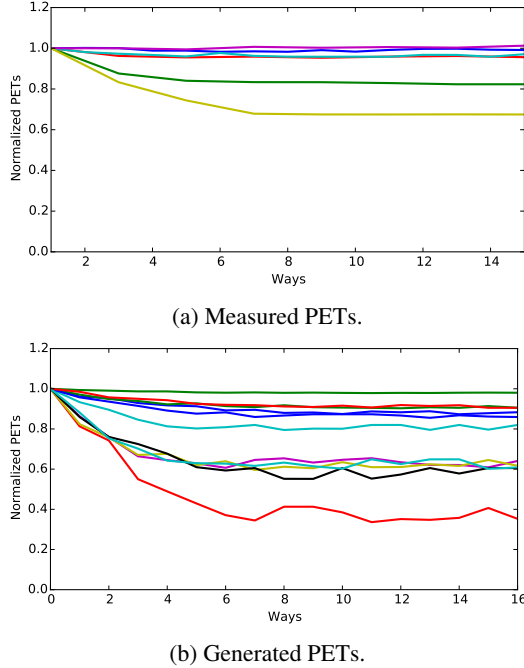 1.2
1.0
0.8
0.6
0.4
0.2
0.0
Normalized PETs
2 4 6 8 10 12 14
Ways
(a) Measured PETs.
1.2
1.0
0.8
0.6
0.4
0.2
0.0
Normalized PETs
0 2 4 6 8 10 12 14 16
Ways
(b) Generated PETs.